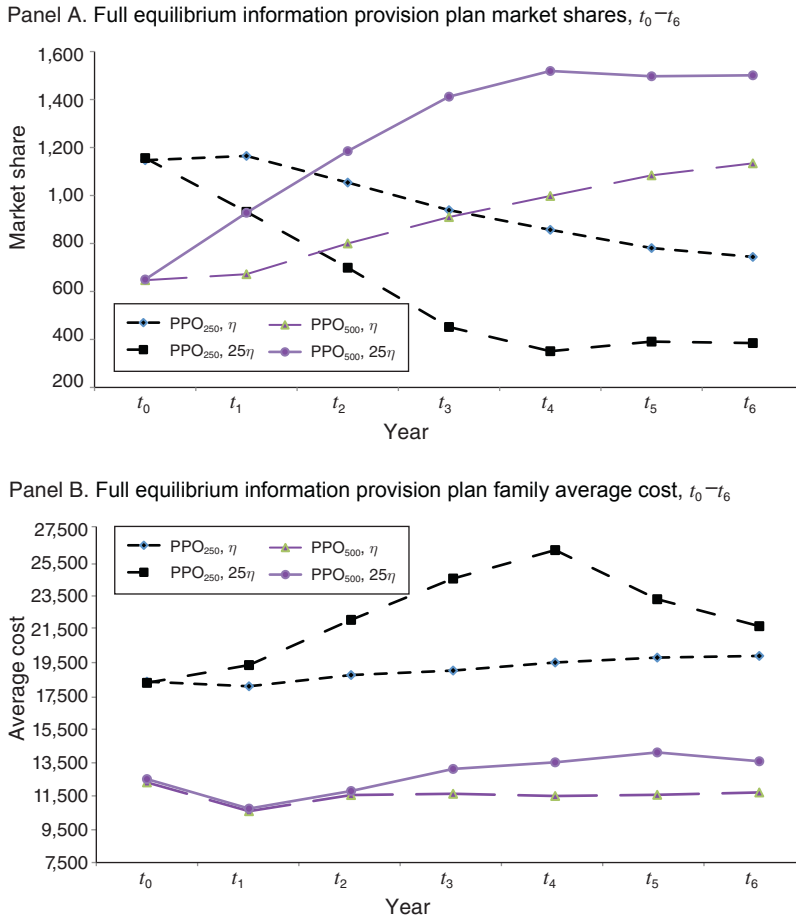 Panel A. Full equilibrium information provision plan market shares, t₀–t₆
1,600
1,400
1,200
1,00
800
600
400
200
Market share
PPO₂₅₀, η
PPO₅₀₀, η
PPO₂₅₀, 25η
PPO₅₀₀, 25η
t₀ t₁ t₂ t₃ t₄ t₅ t₆
Year
Panel B. Full equilibrium information provision plan family average cost, t₀–t₆
27,500
25,500
23,500
21,500
19,500
17,500
15,500
13,500
11,500
9,500
7,500
Average cost
PPO₂₅₀, η
PPO₅₀₀, η
PPO₂₅₀, 25η
PPO₅₀₀, 25η
t₀ t₁ t₂ t₃ t₄ t₅ t₆
Year